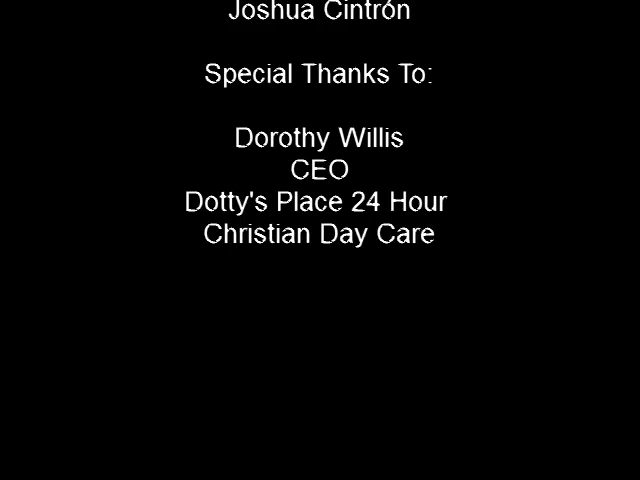 Joshua Cintrón
Special Thanks To:
Dorothy Willis
CEO
Dotty's Place 24 Hour
Christian Day Care